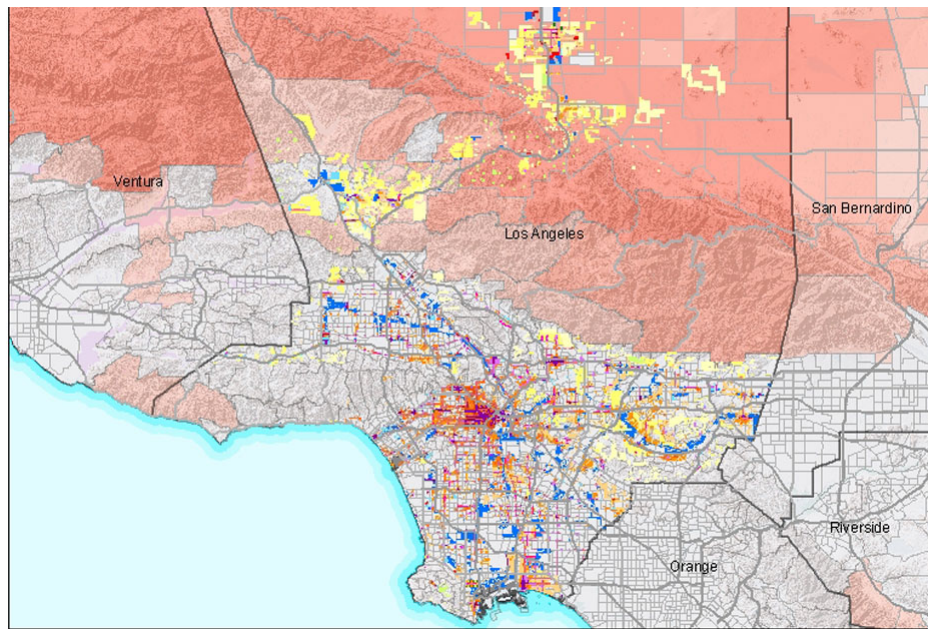 Ventura
San Bernardino
Los Angeles
Riverside
Orange